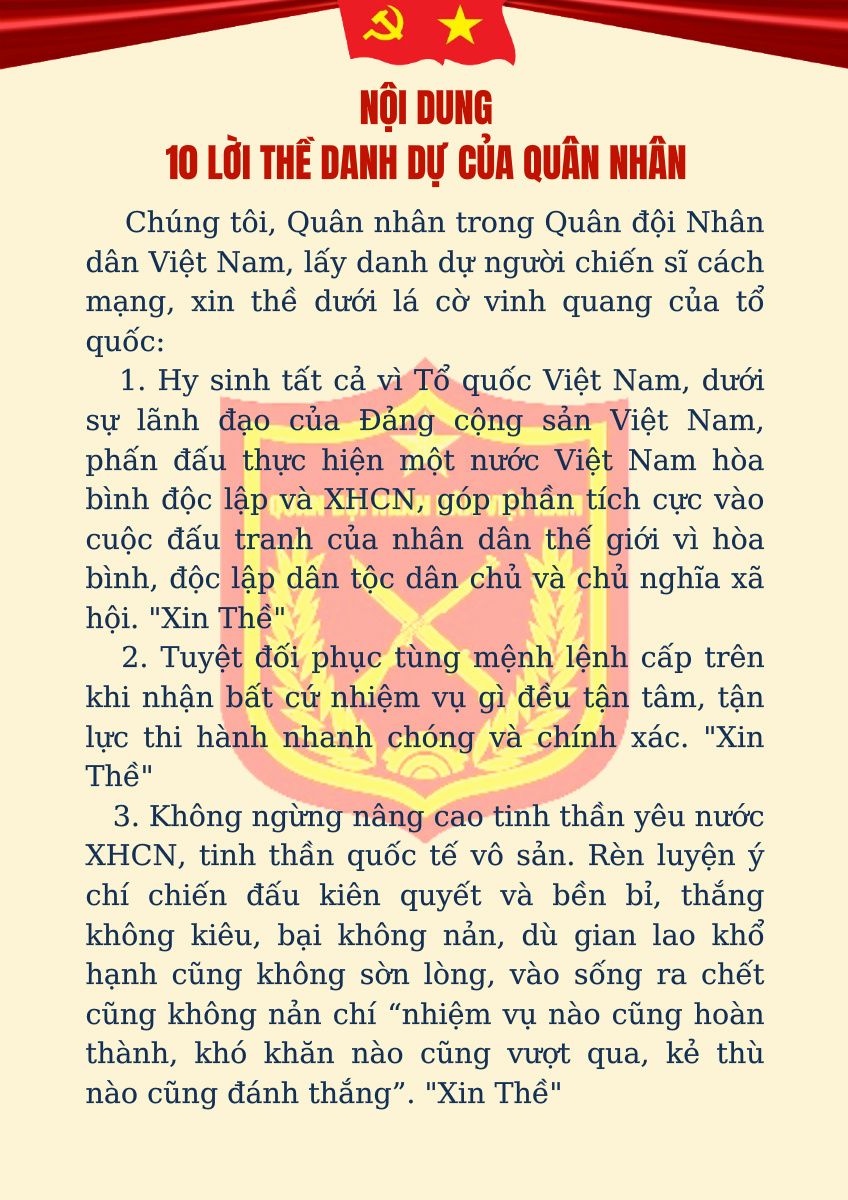 NỘI DUNG
10 LỜI THỀ DANH DỰ CỦA QUÂN NHÂN
Chúng tôi, Quân nhân trong Quân đội Nhân
dân Việt Nam, lấy danh dự người chiến sĩ cách
mạng, xin thề dưới lá cờ vinh quang của tổ
quốc:
1. Hy sinh tất cả vì Tổ quốc Việt Nam, dưới
sự lãnh đạo của Đảng cộng sản Việt Nam,
phấn đấu thực hiện một nước Việt Nam hòa
bình độc lập và XHCN, góp phần tích cực vào
cuộc đấu tranh của nhân dân thế giới vì hòa
bình, độc lập dân tộc dân chủ và chủ nghĩa xã
hội. "Xin Thề"
2. Tuyệt đối phục tùng mệnh lệnh cấp trên
khi nhận bất cứ nhiệm vụ gì đều tận tâm, tận
lực thi hành nhanh chóng và chính xác. "Xin
Thề"
3. Không ngừng nâng cao tinh thần yêu nước
XHCN, tinh thần quốc tế vô sản. Rèn luyện ý
chí chiến đấu kiên quyết và bền bỉ, thắng
không kiêu, bại không nản, dù gian lao khổ
hạnh cũng không sờn lòng, vào sống ra chết
cũng không nản chí “nhiệm vụ nào cũng hoàn
thành, khó khăn nào cũng vượt qua, kẻ thù
nào cũng đánh thắng”. "Xin Thề"